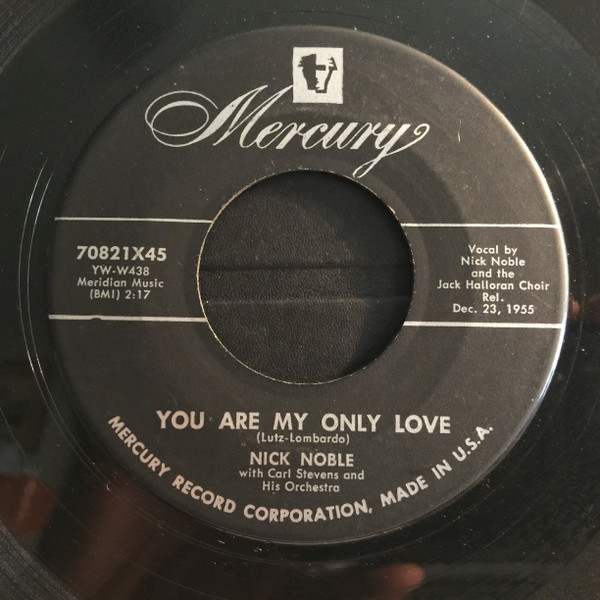 Mercury
70821X45
YW-W438
Meridian Music
(BMI) 2:17
Vocal by
Nick Noble
and the
Jack Halloran Choir
Rel.
Dec. 23, 1955
YOU ARE MY ONLY LOVE
(Lutz-Lombardo)
NICK NOBLE
with Carl Stevens and
His Orchestra
MERCURY RECORD CORPORATION, MADE IN U.S.A.